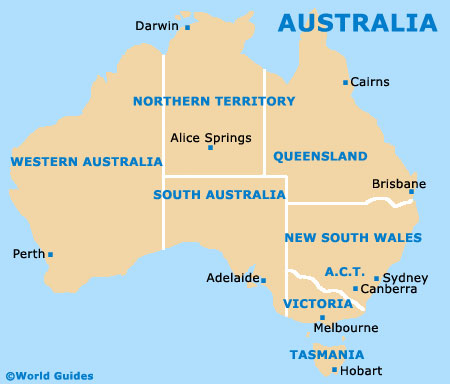 AUSTRALIA
Darwin
Cairns
NORTHERN TERRITORY
Alice Springs
WESTERN AUSTRALIA
QUEENSLAND
Brisbane
SOUTH AUSTRALIA
NEW SOUTH WALES
Perth
A.C.T.
Adelaide
Sydney
Canberra
VICTORIA
Melbourne
TASMANIA
Hobart
©World Guides